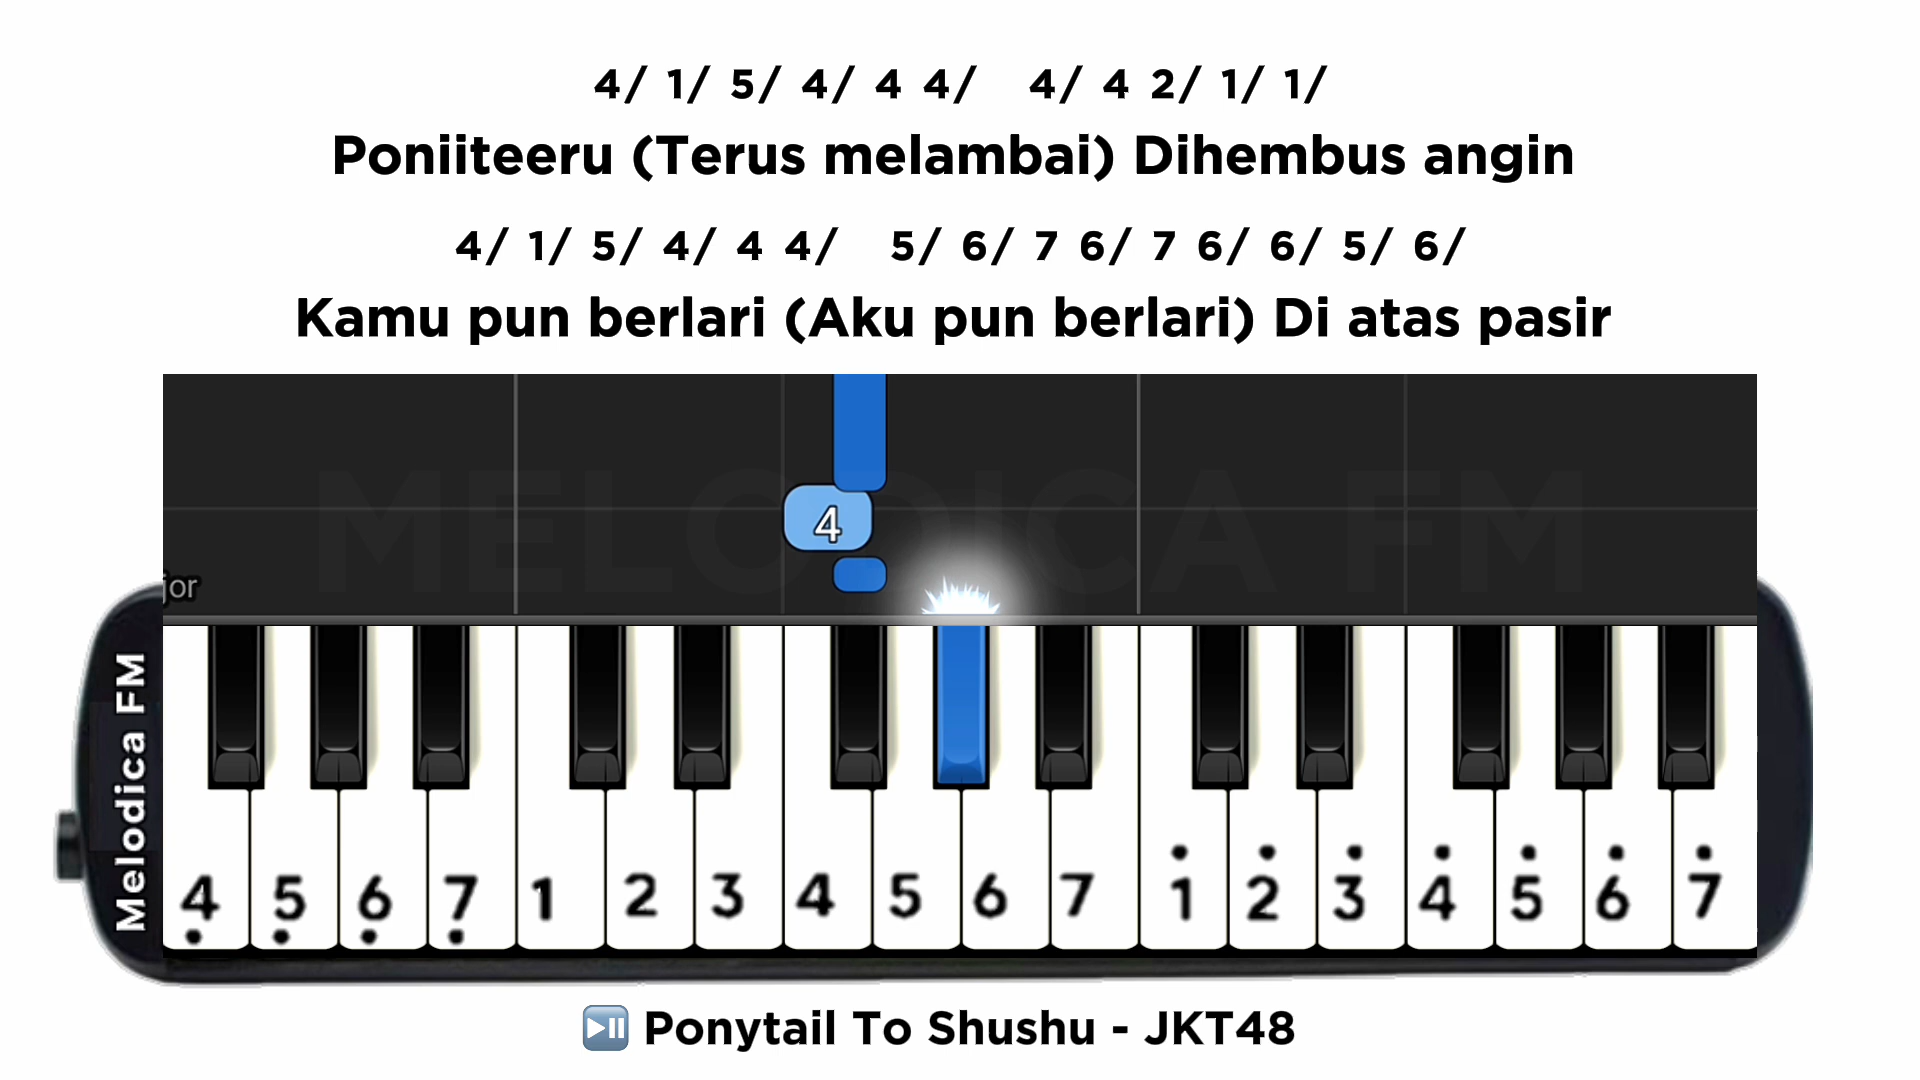 4/ 1/ 5/ 4/ 4 4/ 4/ 4 2/ 1/ 1/
Poniiteeru (Terus melambai) Dihembus angin
4/ 1/ 5/ 4/ 4 4/ 5/ 6/ 7 6/ 7 6/ 6/ 5/ 6/
Kamu pun berlari (Aku pun berlari) Di atas pasir
MELODICA FM
4
jor
Melodica FM
4 5 6 7 1 2 3 4 5 6 7 1 2 3 4 5 6 7
Ponytail To Shushu - JKT48